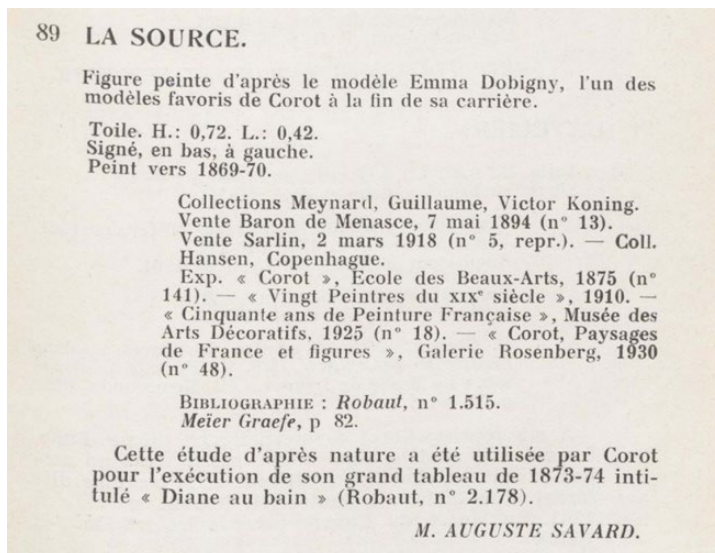 89 LA SOURCE.
Figure peinte d'après le modèle Emma Dobigny, l'un des
modèles favoris de Corot à la fin de sa carrière.
Toile. H.: 0,72. L.: 0,42.
Signé, en bas, à gauche.
Peint vers 1869-70.
Collections Meynard, Guillaume, Victor Koning.
Vente Baron de Menasce, 7 mai 1894 (n° 13).
Vente Sarlin, 2 mars 1918 (n° 5, repr.). — Coll.
Hansen, Copenhague.
Exp. « Corot », Ecole des Beaux-Arts, 1875 (n°
141). — « Vingt Peintres du XIXᵉ siècle », 1910. —
« Cinquante ans de Peinture Française », Musée des
Arts Décoratifs, 1925 (n° 18). — « Corot, Paysages
de France et figures », Galerie Rosenberg, 1930
(n° 48).
BIBLIOGRAPHIE : Robaut, n° 1.515.
Meïer Graefe, p 82.
Cette étude d'après nature a été utilisée par Corot
pour l'exécution de son grand tableau de 1873-74 inti-
tulé « Diane au bain » (Robaut, n° 2.178).
M. AUGUSTE SAVARD.